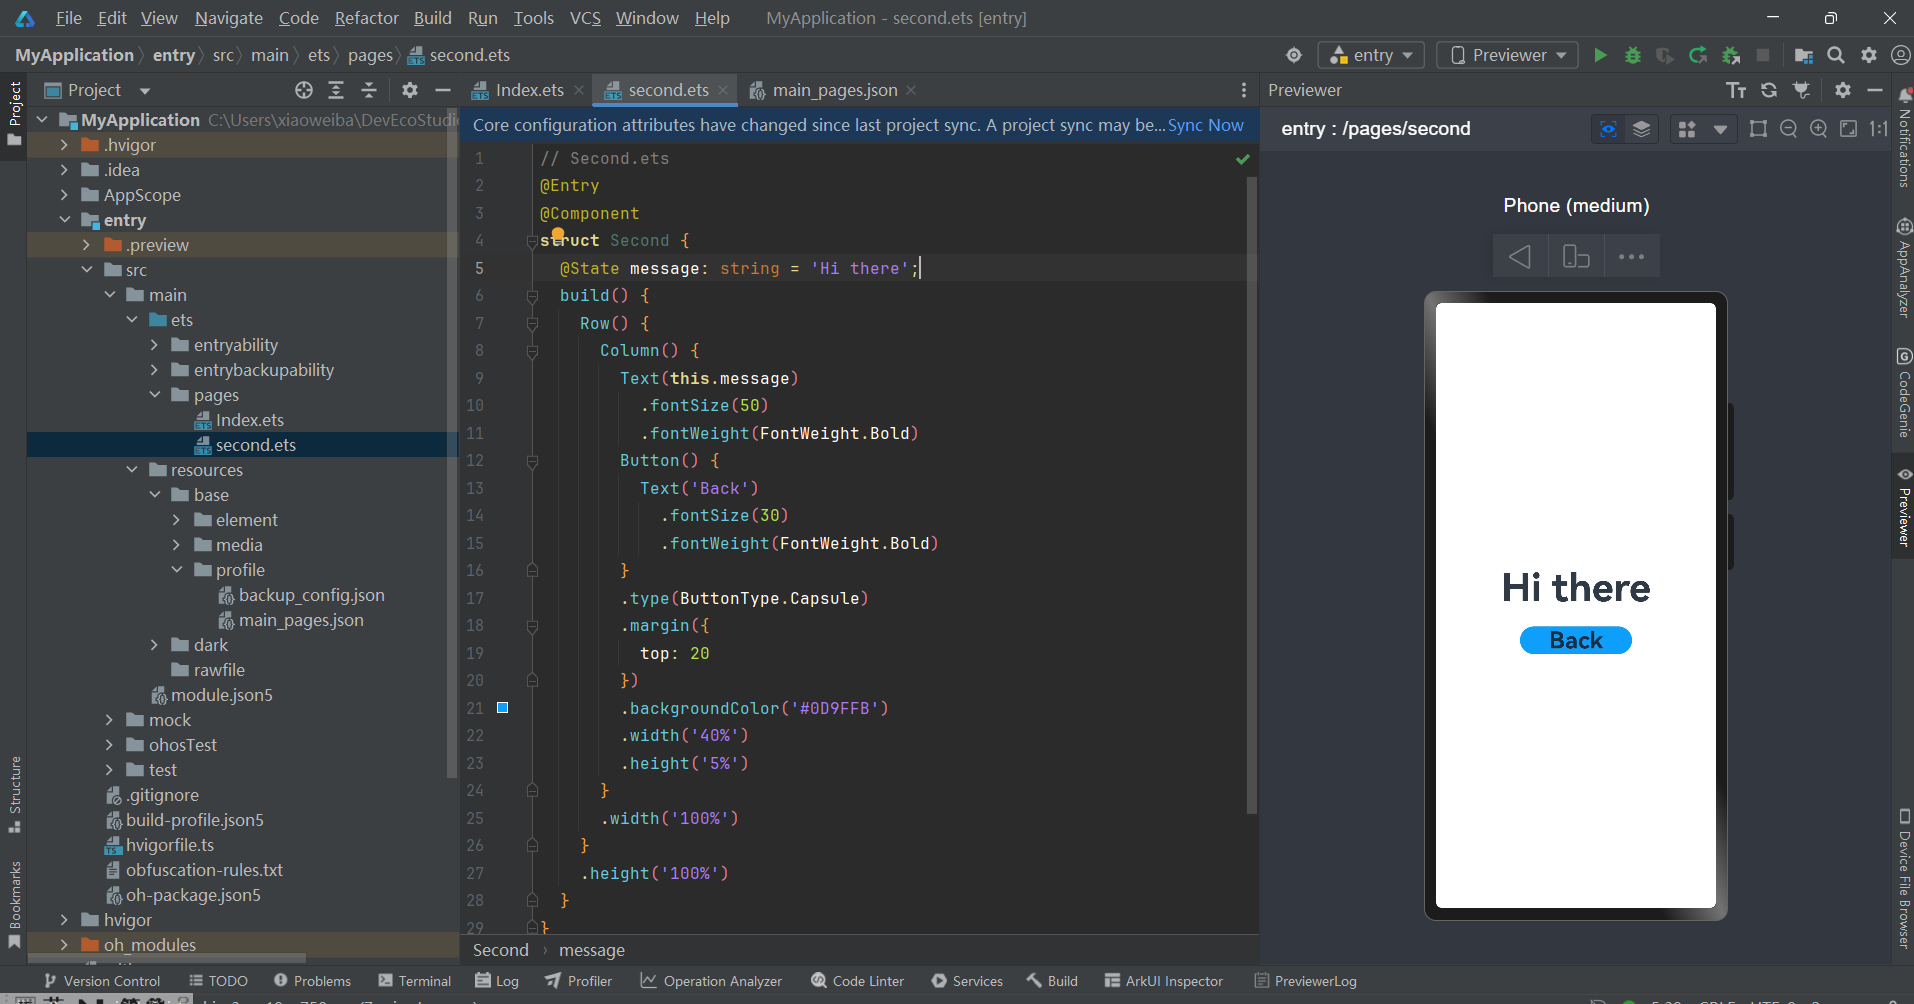 File Edit View Navigate Code Refactor Build Run Tools VCS Window Help MyApplication - second.ets [entry]
MyApplication entry src main ets pages second.ets
entry
Previewer
Project
Index.ets
second.ets
main_pages.json
Previewer
Core configuration attributes have changed since last project sync. A project sync may be... Sync Now
entry : /pages/second
1:1
Project
Structure
Bookmarks
MyApplication C:\Users\xiaoweiba\DevEcoStudi
.hvigor
.idea
AppScope
entry
.preview
src
main
ets
entryability
entrybackupability
pages
Index.ets
second.ets
resources
base
element
media
profile
backup_config.json
main_pages.json
dark
rawfile
module.json5
mock
ohosTest
test
.gitignore
build-profile.json5
hvigorfile.ts
obfuscation-rules.txt
oh-package.json5
hvigor
oh_modules
1 // Second.ets
2 @Entry
3 @Component
4 struct Second {
5 @State message: string = 'Hi there';
6 build() {
7 Row() {
8 Column() {
9 Text(this.message)
10 .fontSize(50)
11 .fontWeight(FontWeight.Bold)
12 Button() {
13 Text('Back')
14 .fontSize(30)
15 .fontWeight(FontWeight.Bold)
16 }
17 .type(ButtonType.Capsule)
18 .margin({
19 top: 20
20 })
21 .backgroundColor('#0D9FFB')
22 .width('40%')
23 .height('5%')
24 }
25 .width('100%')
26 }
27 .height('100%')
28 }
29 }
Second message
Phone (medium)
Hi there
Back
Notifications
AppAnalyzer
CodeGenie
Previewer
Device File Browser
Version Control TODO Problems Terminal Log Profiler Operation Analyzer Code Linter Services Build ArkUI Inspector PreviewerLog